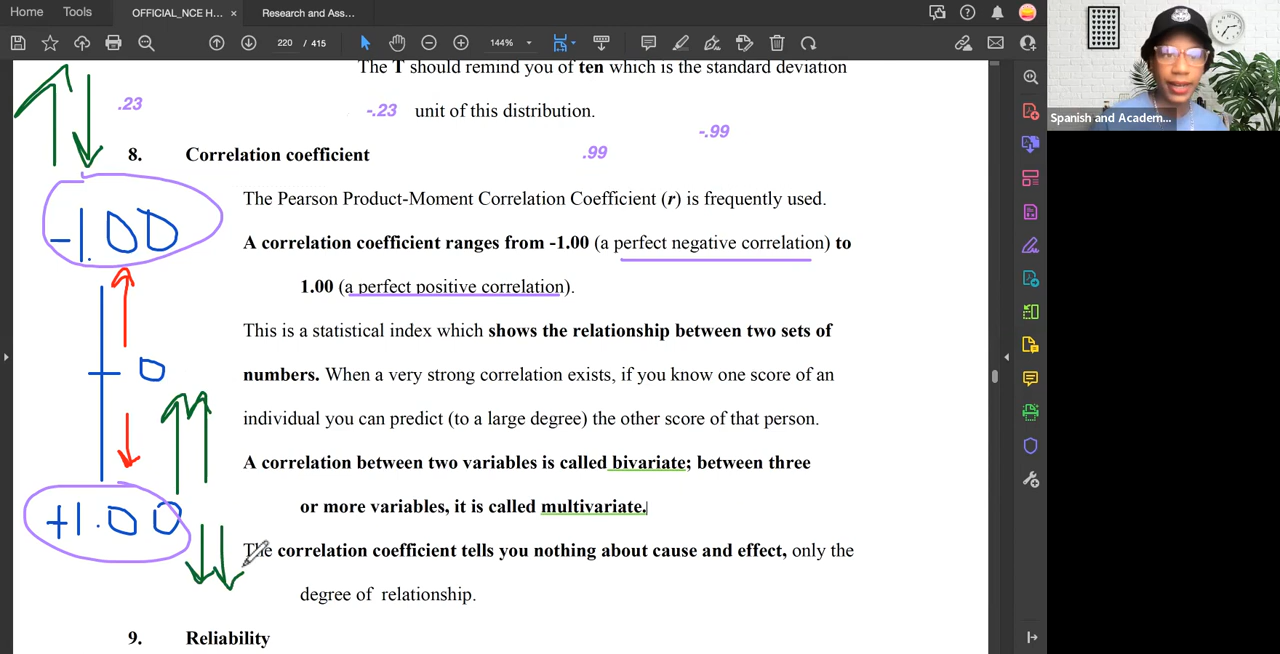 Home Tools OFFICIAL_NCE H... × Research and Ass...
220 / 415 144%
Spanish and Academ...
The T should remind you of ten which is the standard deviation
.23 -.23 unit of this distribution.
-.99
.99
8. Correlation coefficient
The Pearson Product-Moment Correlation Coefficient (r) is frequently used.
-1.00
A correlation coefficient ranges from -1.00 (a perfect negative correlation) to
1.00 (a perfect positive correlation).
This is a statistical index which shows the relationship between two sets of
0
numbers. When a very strong correlation exists, if you know one score of an
individual you can predict (to a large degree) the other score of that person.
A correlation between two variables is called bivariate; between three
or more variables, it is called multivariate.
+1.00
The correlation coefficient tells you nothing about cause and effect, only the
degree of relationship.
9. Reliability